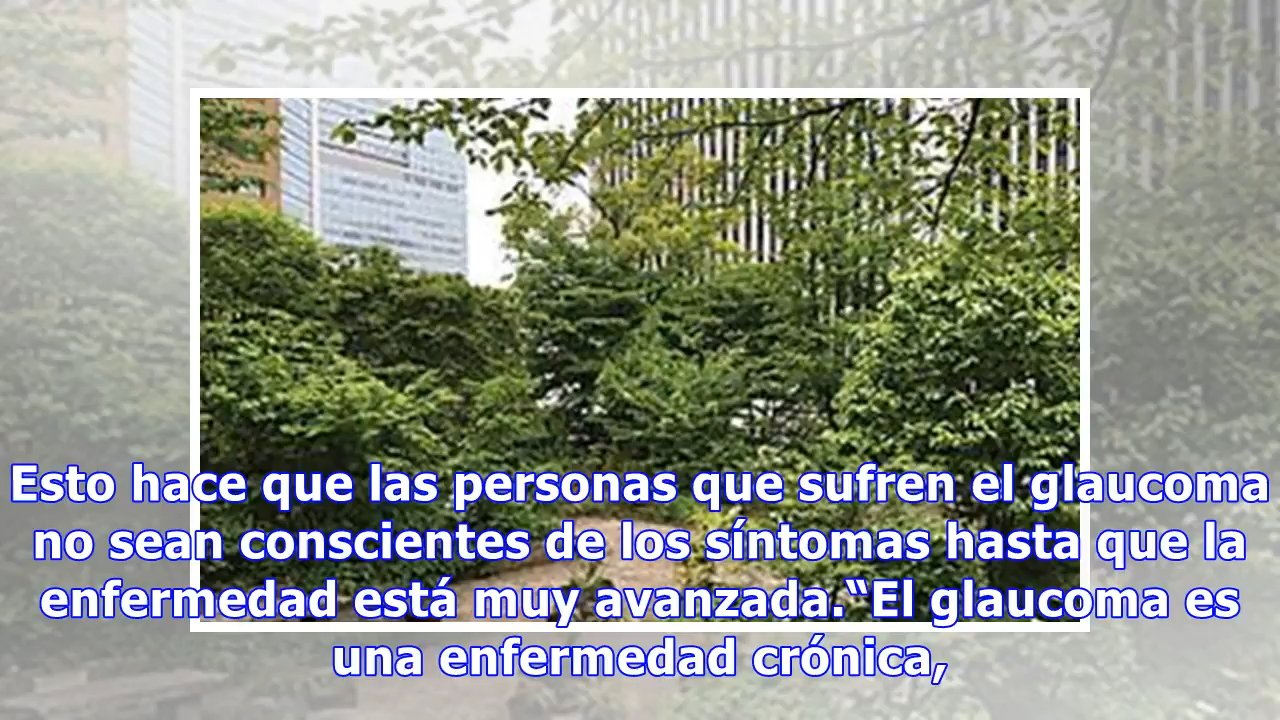 Esto hace que las personas que sufren el glaucoma
no sean conscientes de los síntomas hasta que la
enfermedad está muy avanzada.“El glaucoma es
una enfermedad crónica,